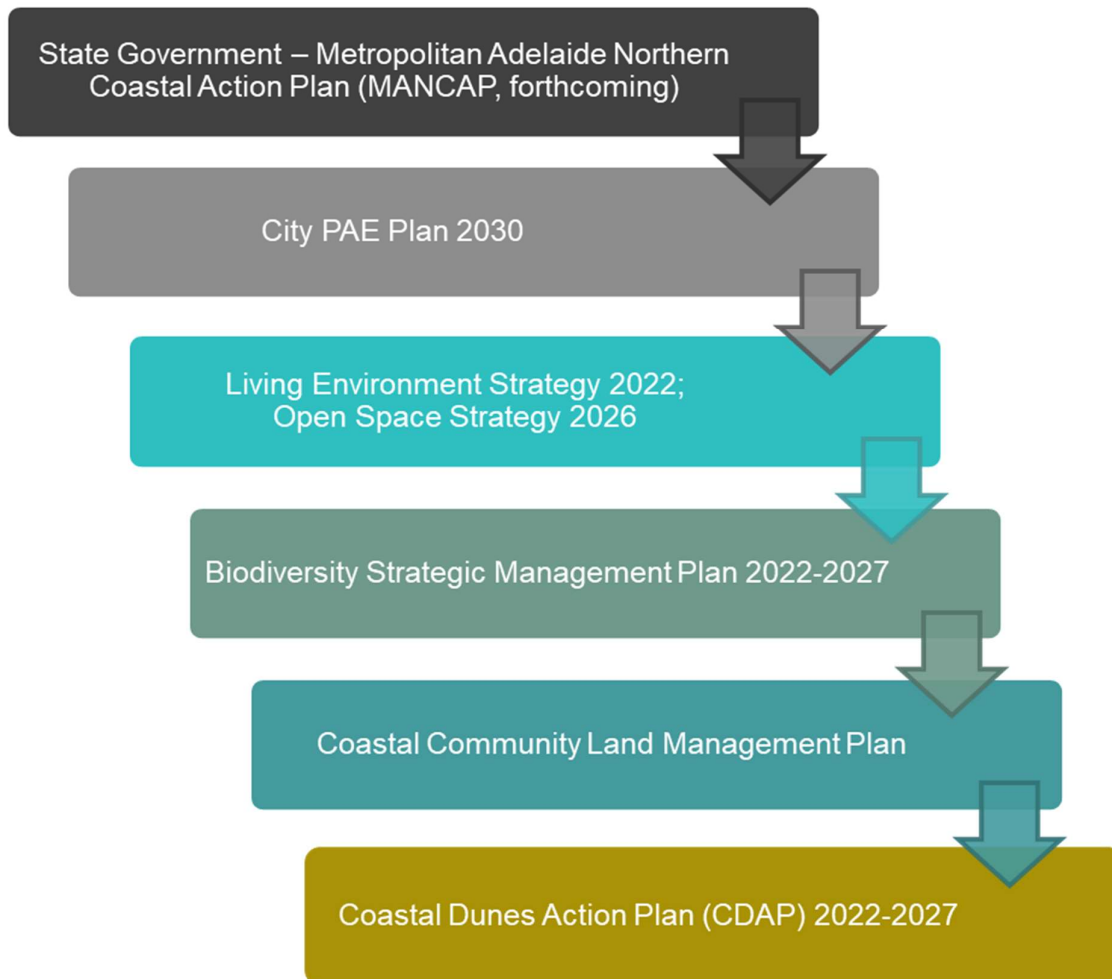 State Government – Metropolitan Adelaide Northern
Coastal Action Plan (MANCAP, forthcoming)
City PAE Plan 2030
Living Environment Strategy 2022;
Open Space Strategy 2026
Biodiversity Strategic Management Plan 2022-2027
Coastal Community Land Management Plan
Coastal Dunes Action Plan (CDAP) 2022-2027